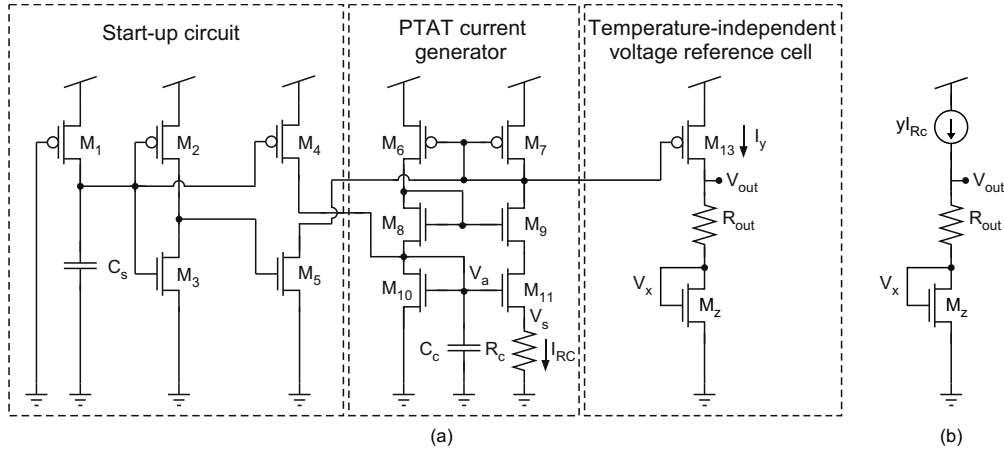 Start-up circuit
PTAT current
generator
Temperature-independent
voltage reference cell
M1
M2
M4
M6
M7
M13
Iy
yIRc
Vout
Vout
Rout
Rout
M8
M9
Cs
M3
M5
M10
Va
M11
Vs
Vx
Mz
Vx
Mz
Cc
Rc
IRC
(a)
(b)